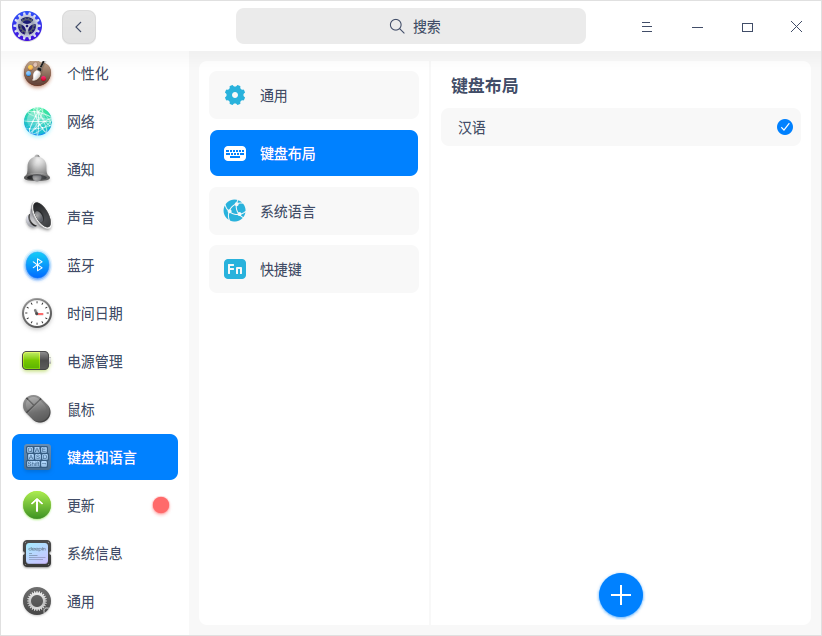 搜索
个性化
网络
通知
声音
蓝牙
时间日期
电源管理
鼠标
键盘和语言
更新
系统信息
通用
通用
键盘布局
系统语言
Fn
快捷键
键盘布局
汉语